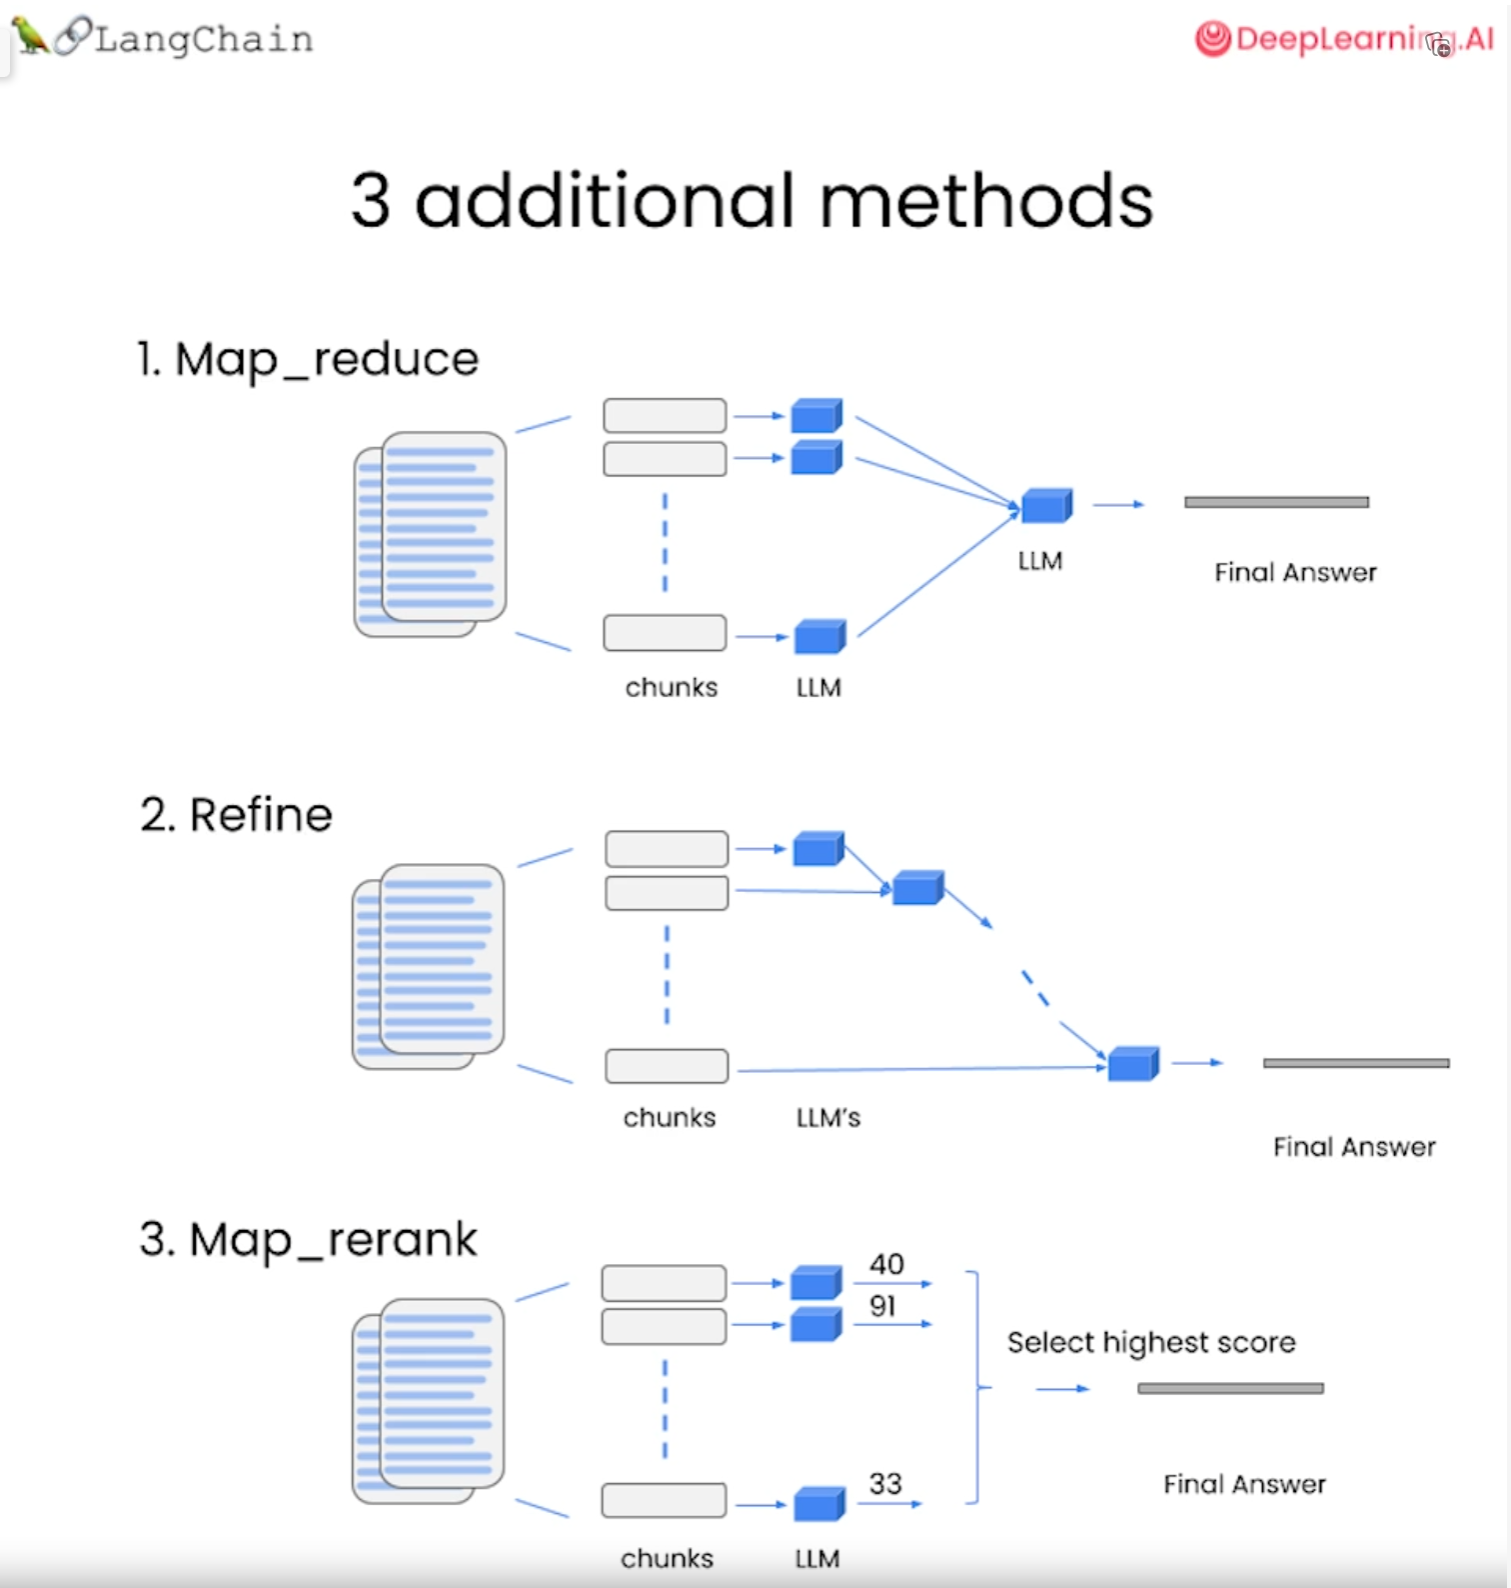 LangChain
DeepLearning.AI
3 additional methods
1. Map_reduce
LLM
Final Answer
chunks
LLM
2. Refine
chunks
LLM's
Final Answer
3. Map_rerank
40
91
Select highest score
33
Final Answer
chunks
LLM